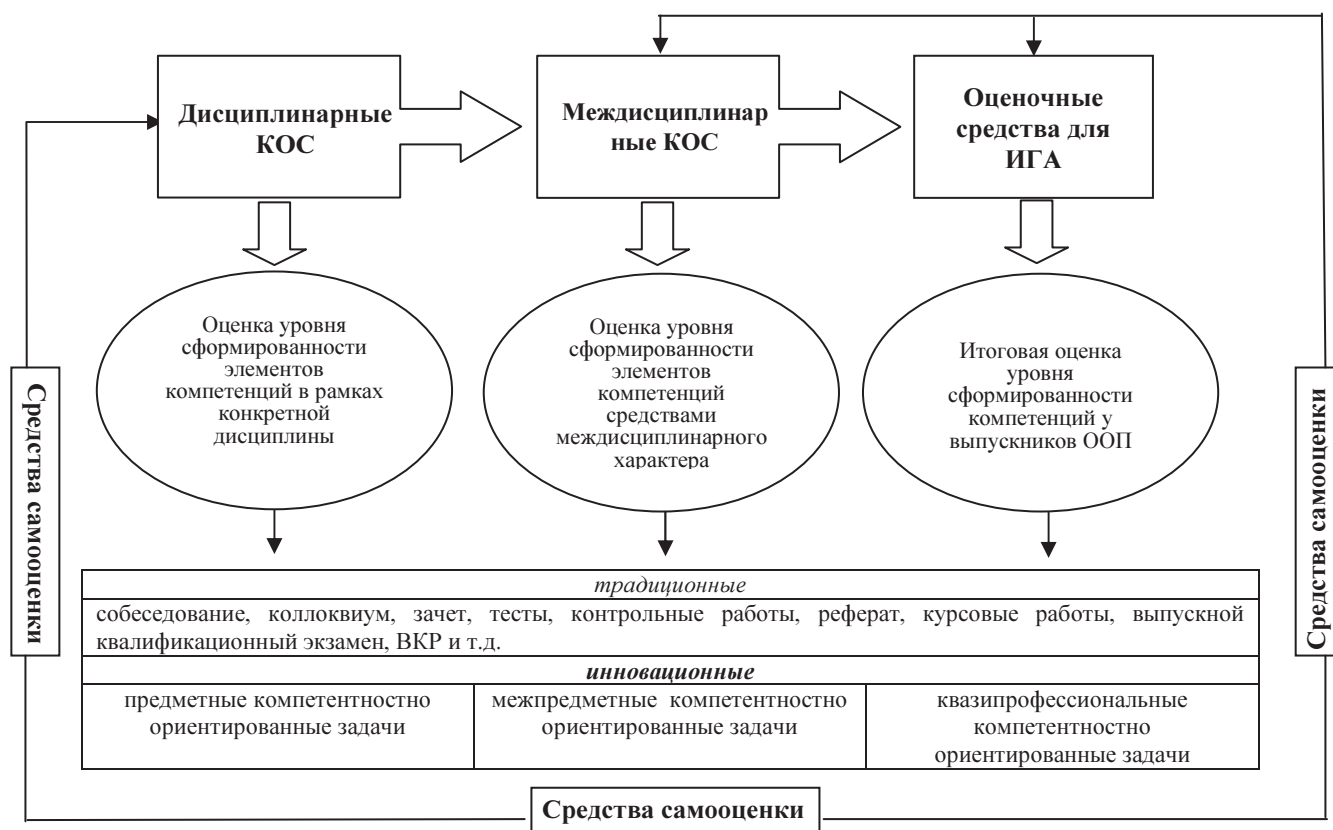 Дисциплинарные
КОС
Междисциплинар
ные КОС
Оценочные
средства для
ИГА
Оценка уровня
сформированности
элементов
компетенций в рамках
конкретной
дисциплины
Оценка уровня
сформированности
элементов
компетенций
средствами
междисциплинарного
характера
Итоговая оценка
уровня
сформированности
компетенций у
выпускников ООП
Средства самооценки
Средства самооценки
традиционные
собеседование, коллоквиум, зачет, тесты, контрольные работы, реферат, курсовые работы, выпускной
квалификационный экзамен, ВКР и т.д.
инновационные
предметные компетентностно
ориентированные задачи
межпредметные компетентностно
ориентированные задачи
квазипрофессиональные
компетентностно
ориентированные задачи
Средства самооценки